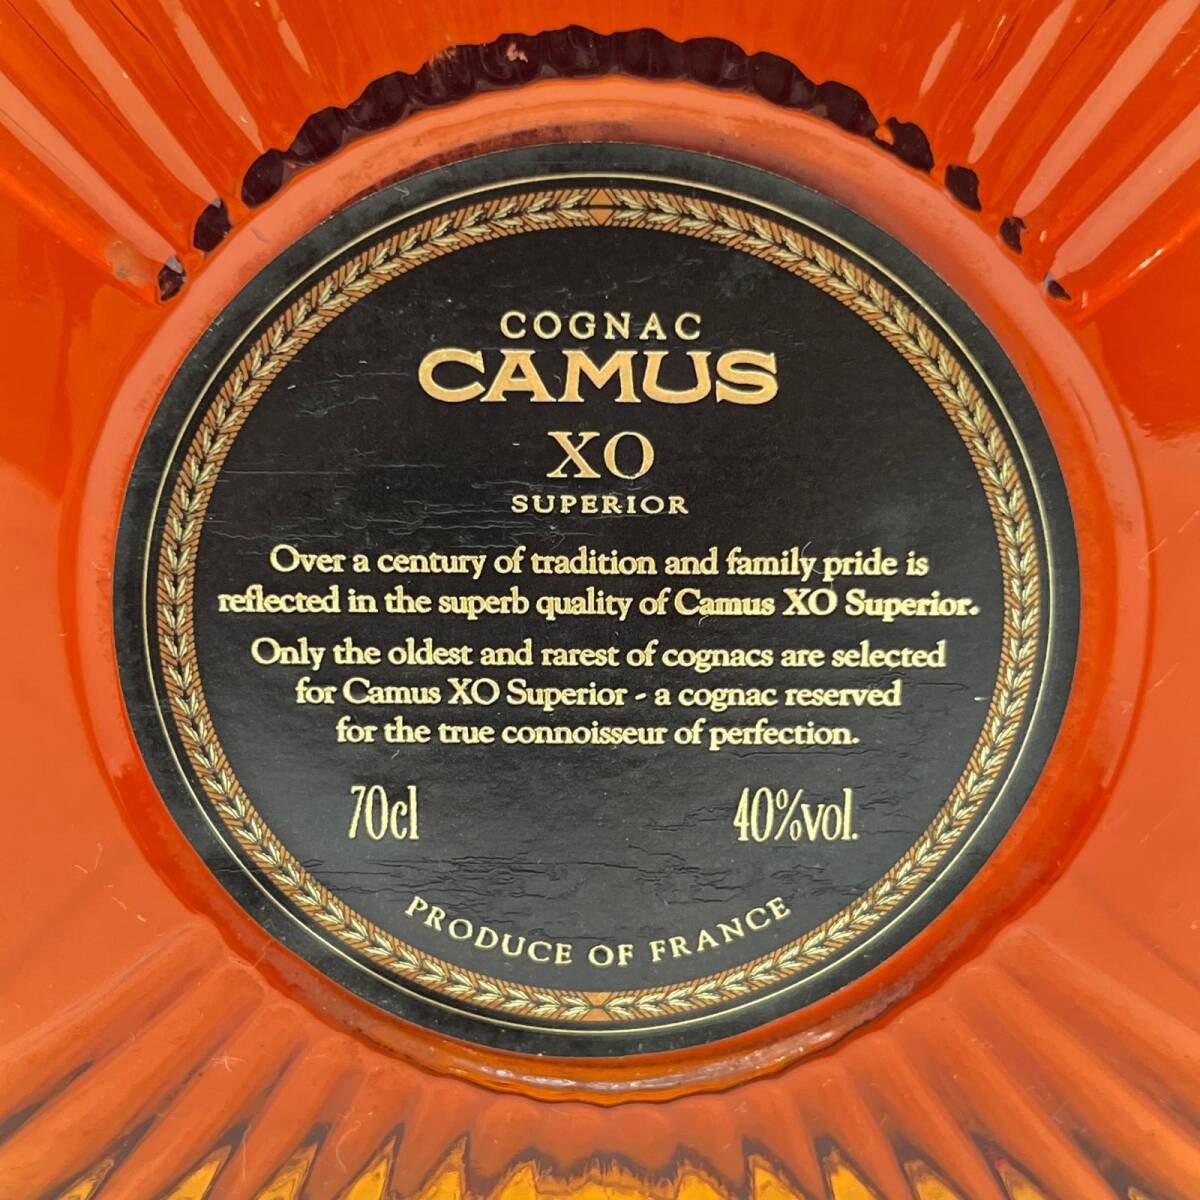 COGNAC
CAMUS
XO
SUPERIOR
Over a century of tradition and family pride is
reflected in the superb quality of Camus XO Superior.
Only the oldest and rarest of cognacs are selected
for Camus XO Superior - a cognac reserved
for the true connoisseur of perfection.
70cl 40%vol.
PRODUCE OF FRANCE